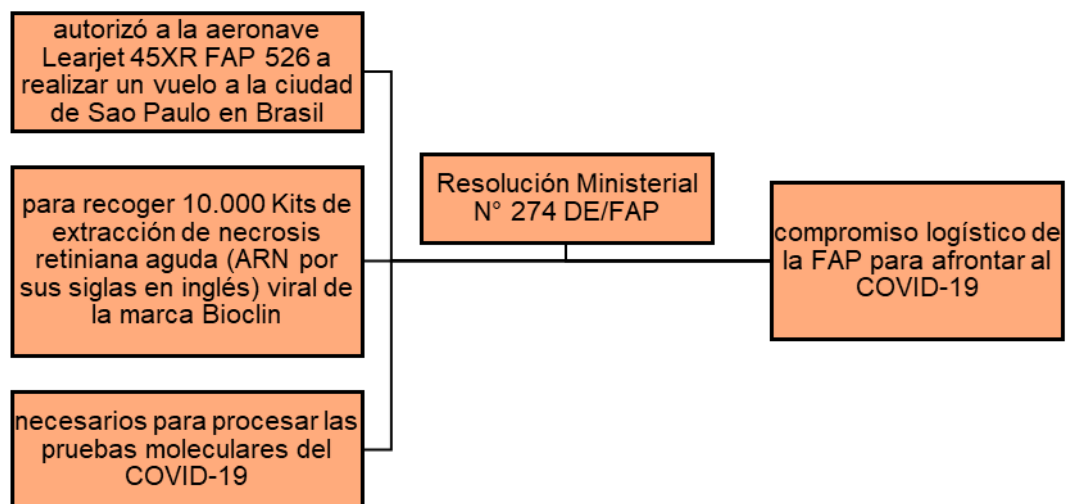 autorizó a la aeronave
Learjet 45XR FAP 526 a
realizar un vuelo a la ciudad
de Sao Paulo en Brasil
para recoger 10.000 Kits de
extracción de necrosis
retiniana aguda (ARN por
sus siglas en inglés) viral de
la marca Bioclin
necesarios para procesar las
pruebas moleculares del
COVID-19
Resolución Ministerial
N° 274 DE/FAP
compromiso logístico de
la FAP para afrontar al
COVID-19